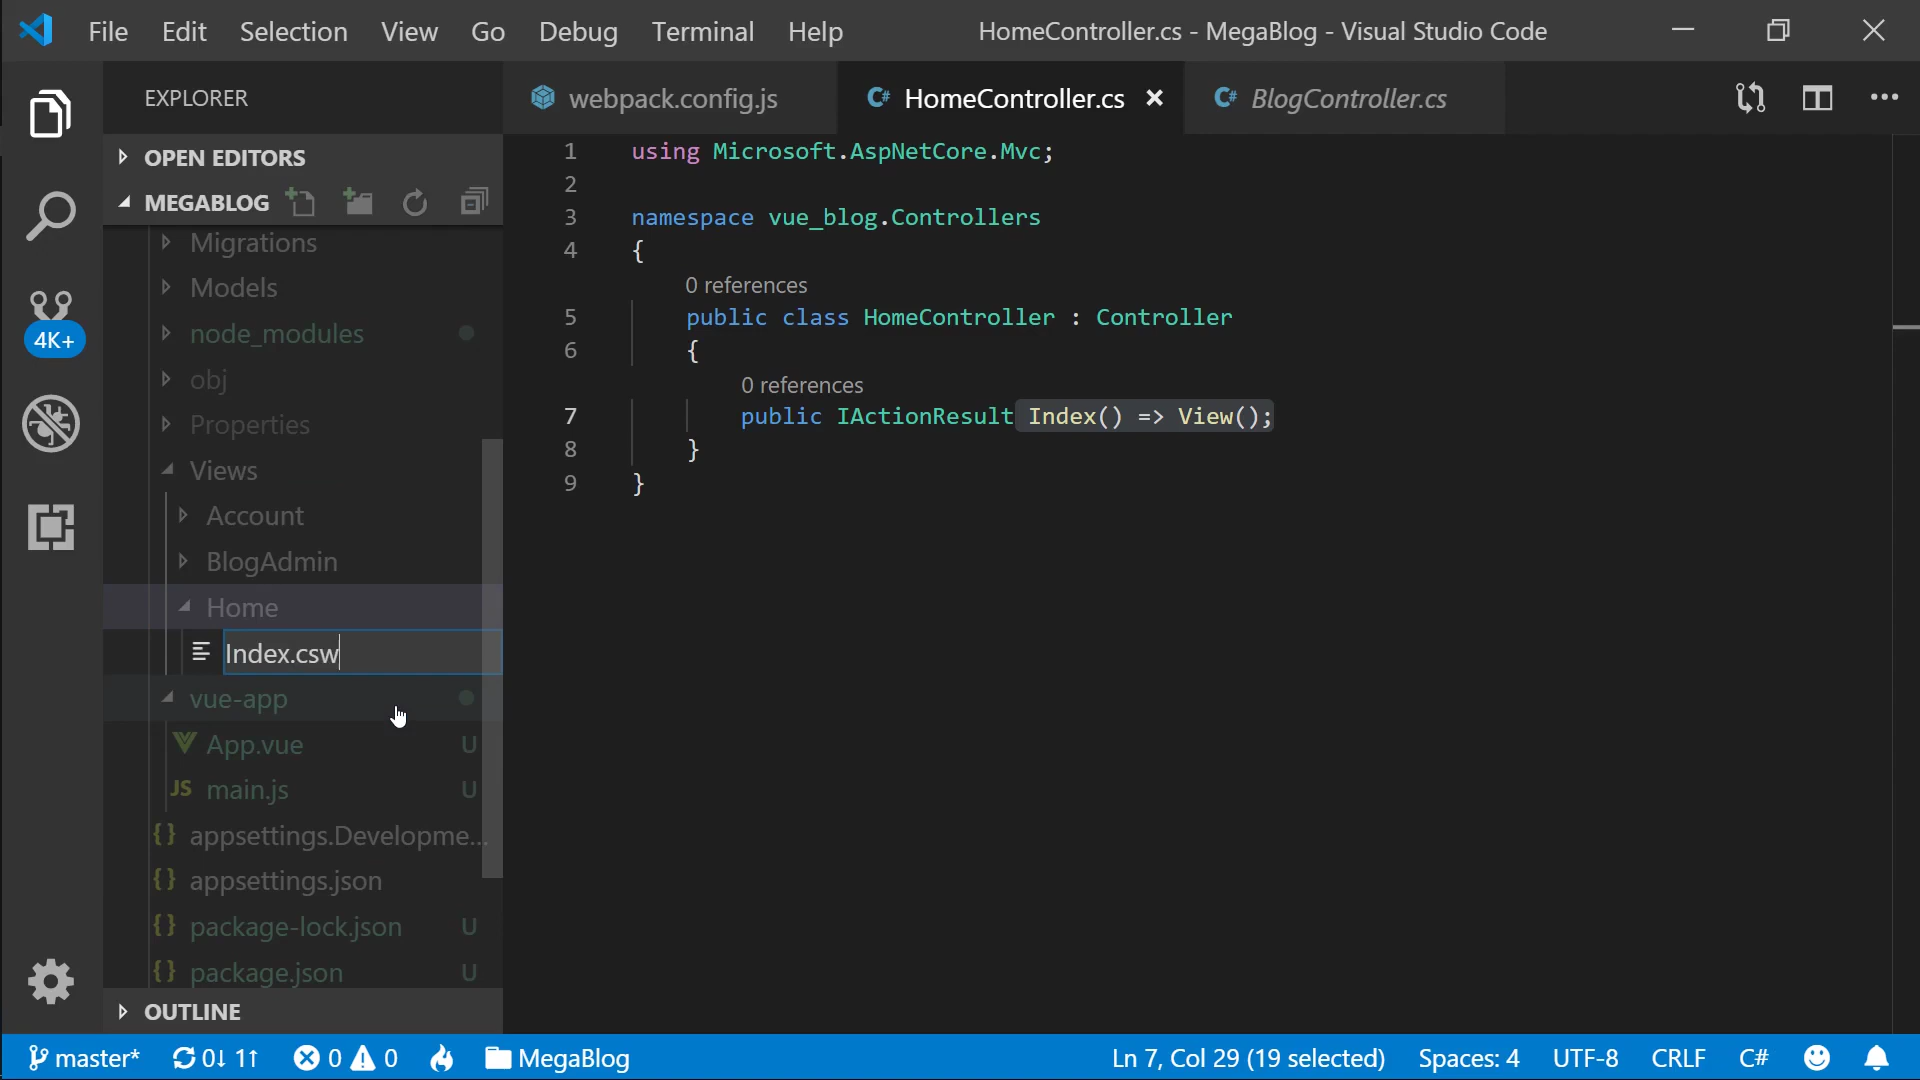 File Edit Selection View Go Debug Terminal Help HomeController.cs - MegaBlog - Visual Studio Code
EXPLORER
webpack.config.js
C# HomeController.cs
C# BlogController.cs
OPEN EDITORS
MEGABLOG
Migrations
Models
node_modules
obj
Properties
Views
Account
BlogAdmin
Home
Index.csw
vue-app
App.vue U
JS main.js U
{} appsettings.Developme...
{} appsettings.json
{} package-lock.json U
{} package.json U
OUTLINE
4K+
1 using Microsoft.AspNetCore.Mvc;
2
3 namespace vue_blog.Controllers
4 {
0 references
5 public class HomeController : Controller
6 {
0 references
7 public IActionResult Index() => View();
8 }
9 }
master* 0↓ 1↑ 0 0 MegaBlog Ln 7, Col 29 (19 selected) Spaces: 4 UTF-8 CRLF C#